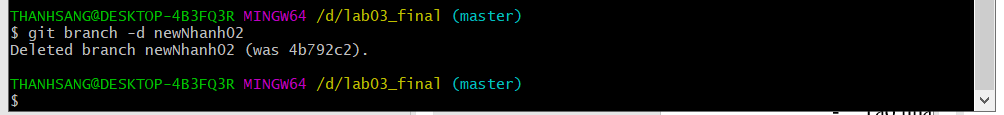 THANHSANG@DESKTOP-4B3FQ3R MINGW64 /d/lab03_final (master)
$ git branch -d newNhanh02
Deleted branch newNhanh02 (was 4b792c2).
THANHSANG@DESKTOP-4B3FQ3R MINGW64 /d/lab03_final (master)
$